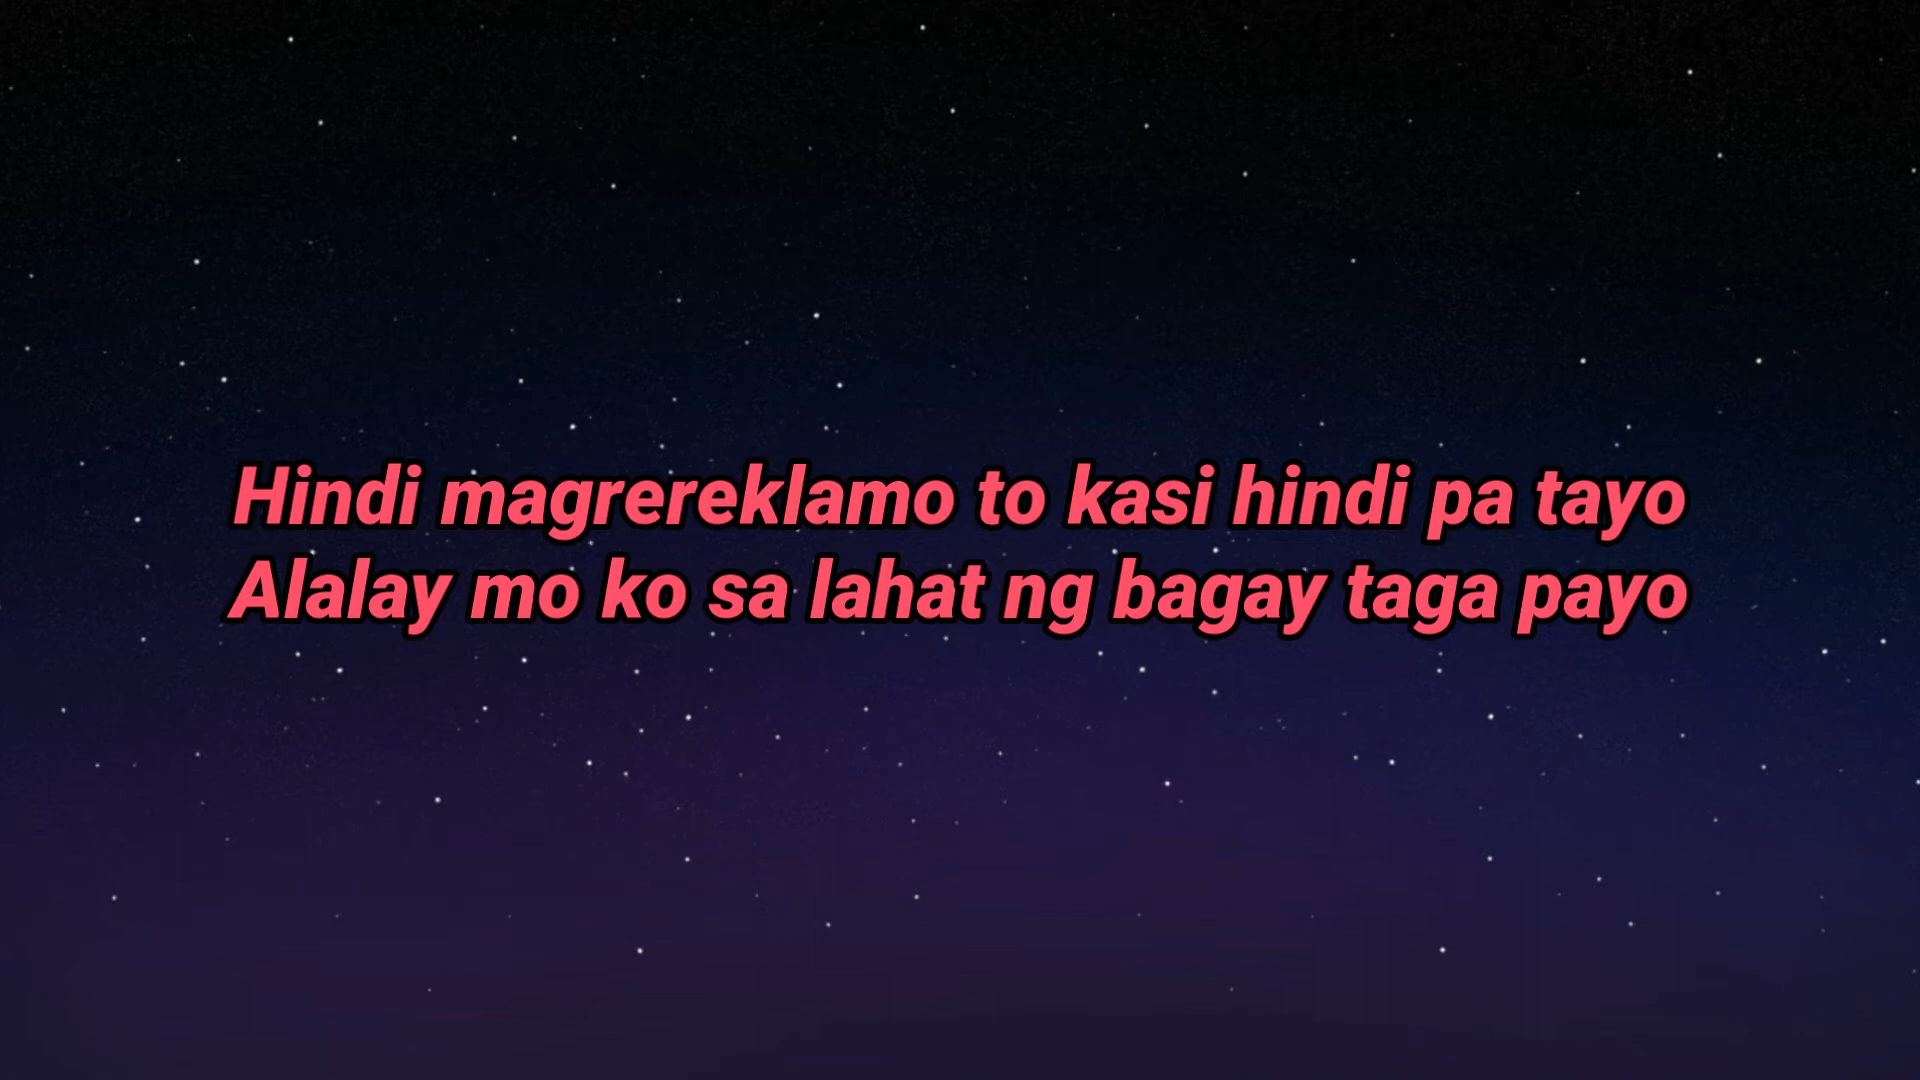 Hindi magrereklamo to kasi hindi pa tayo
Alalay mo ko sa lahat ng bagay taga payo